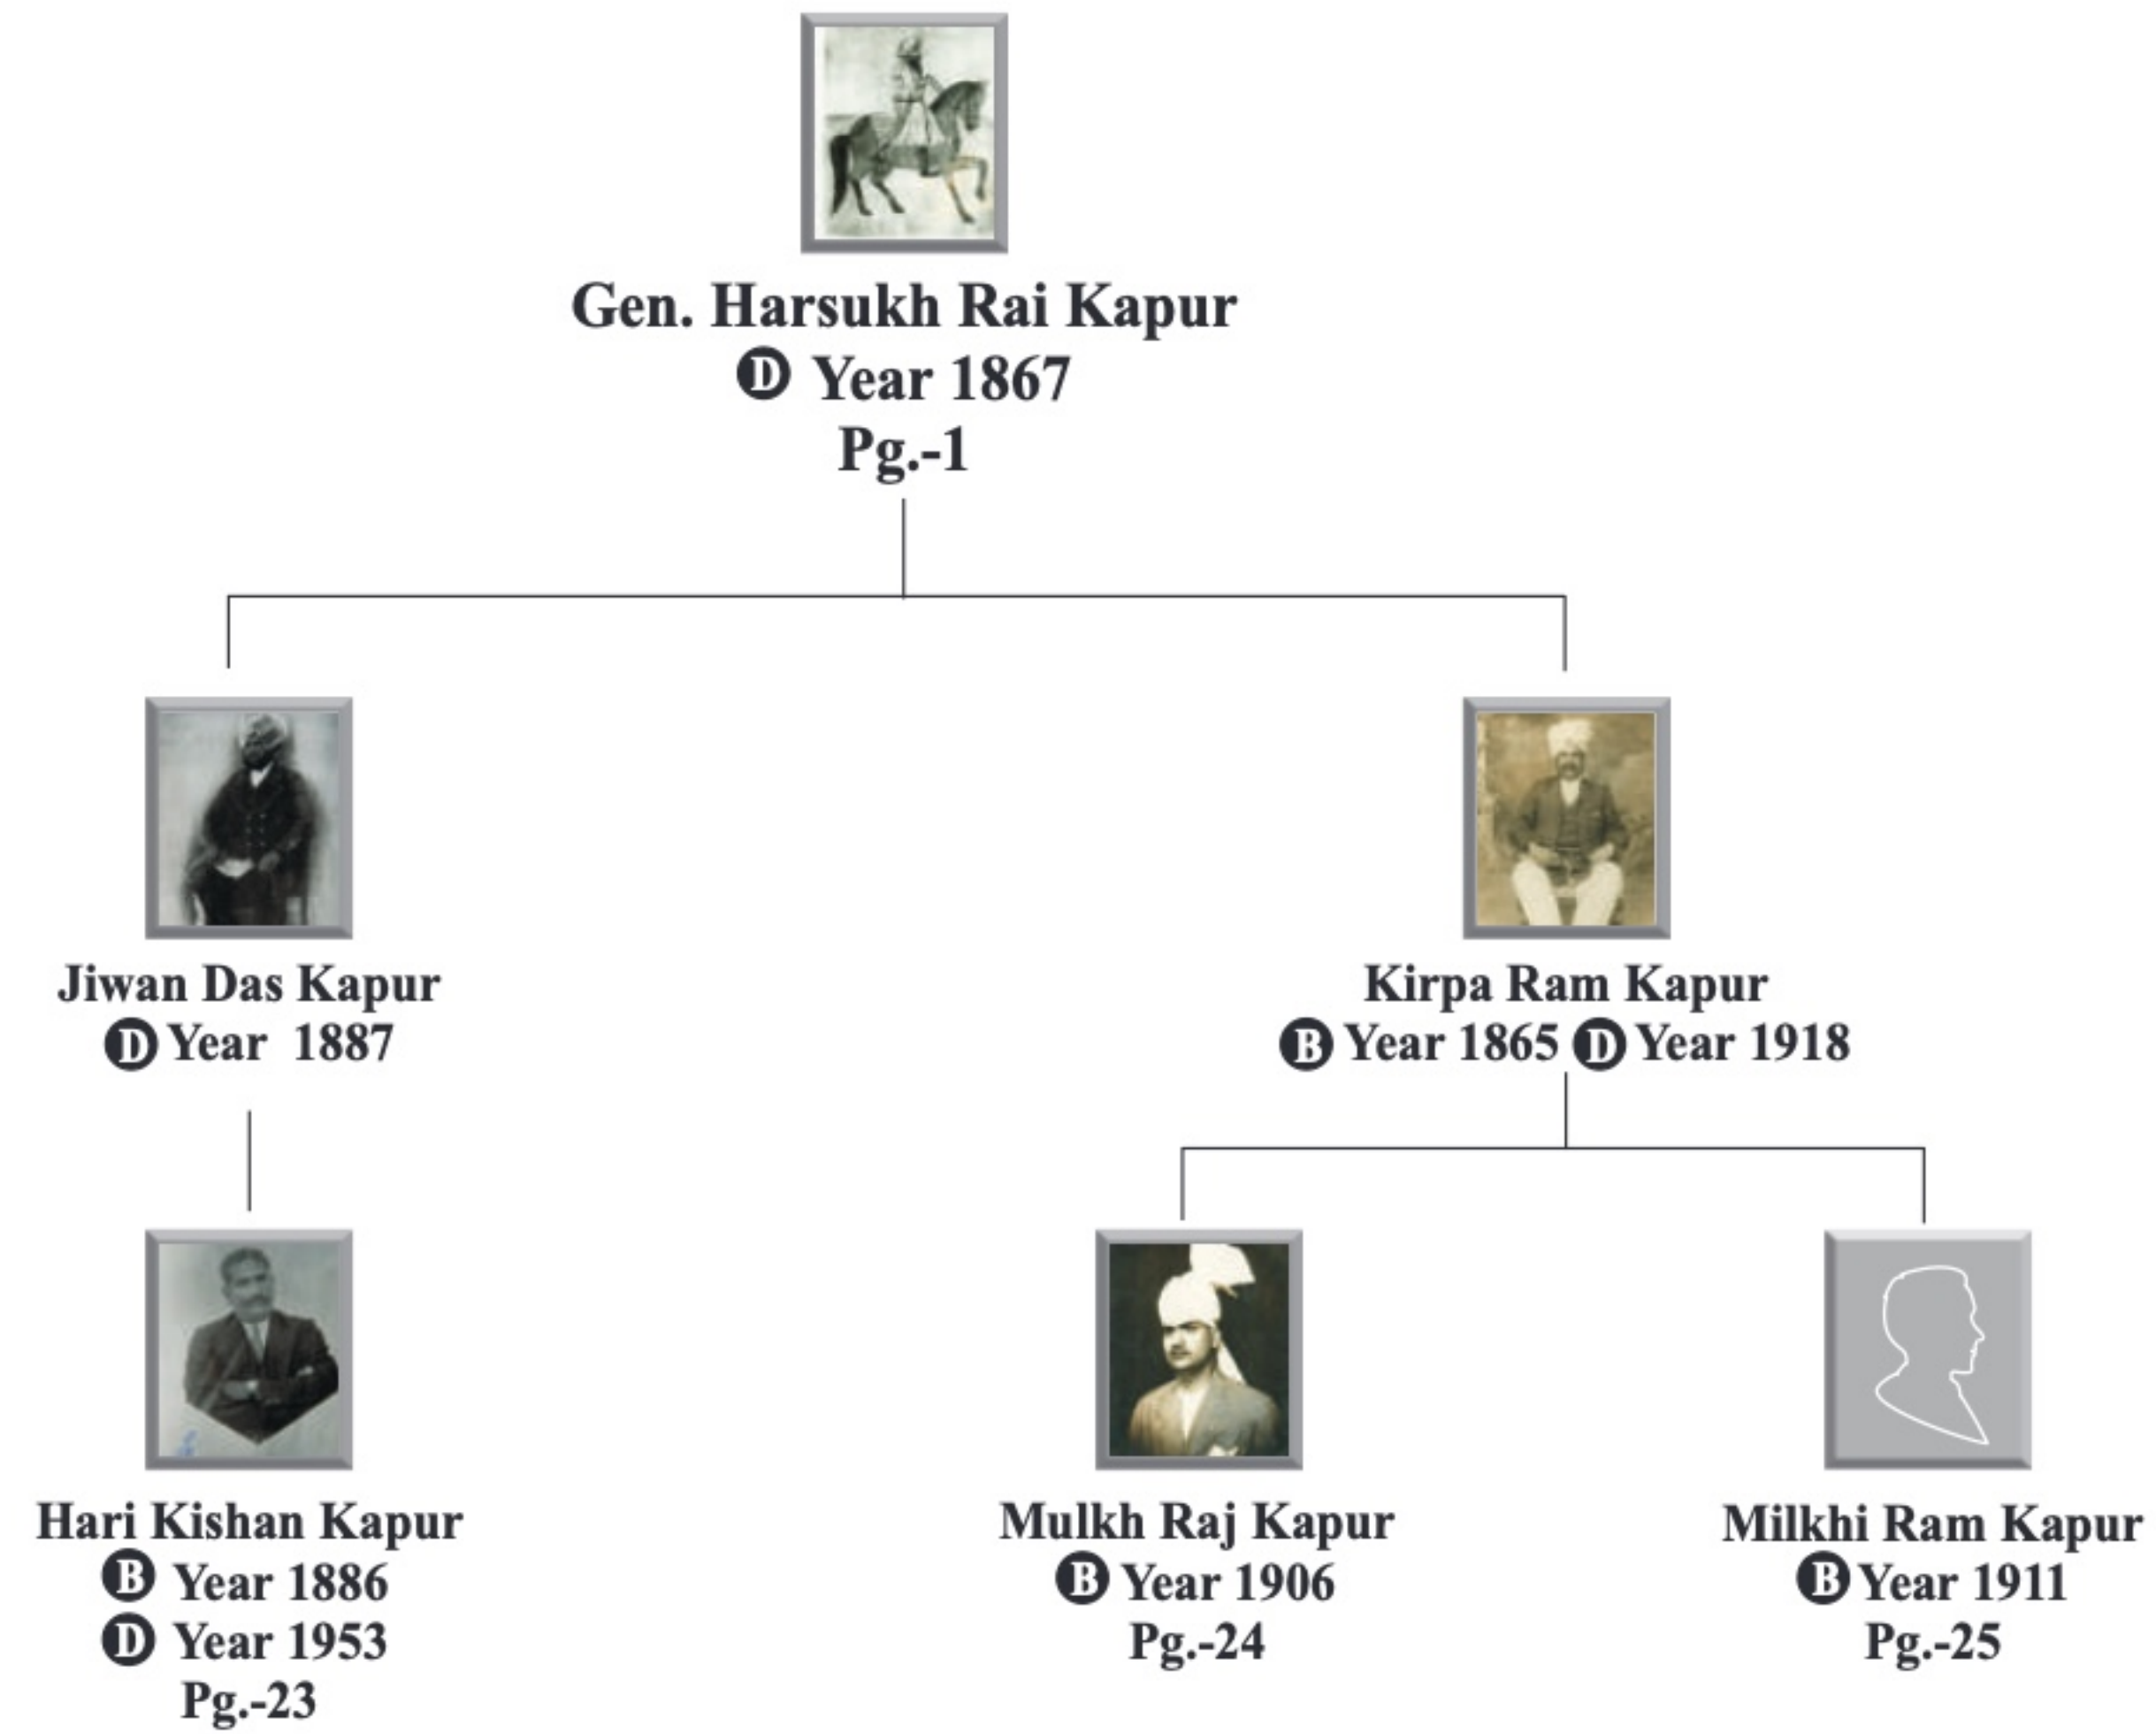 Gen. Harsukh Rai Kapur
D Year 1867
Pg.-1
Jiwan Das Kapur
D Year 1887
Kirpa Ram Kapur
B Year 1865 D Year 1918
Hari Kishan Kapur
B Year 1886
D Year 1953
Pg.-23
Mulkh Raj Kapur
B Year 1906
Pg.-24
Milkhi Ram Kapur
B Year 1911
Pg.-25